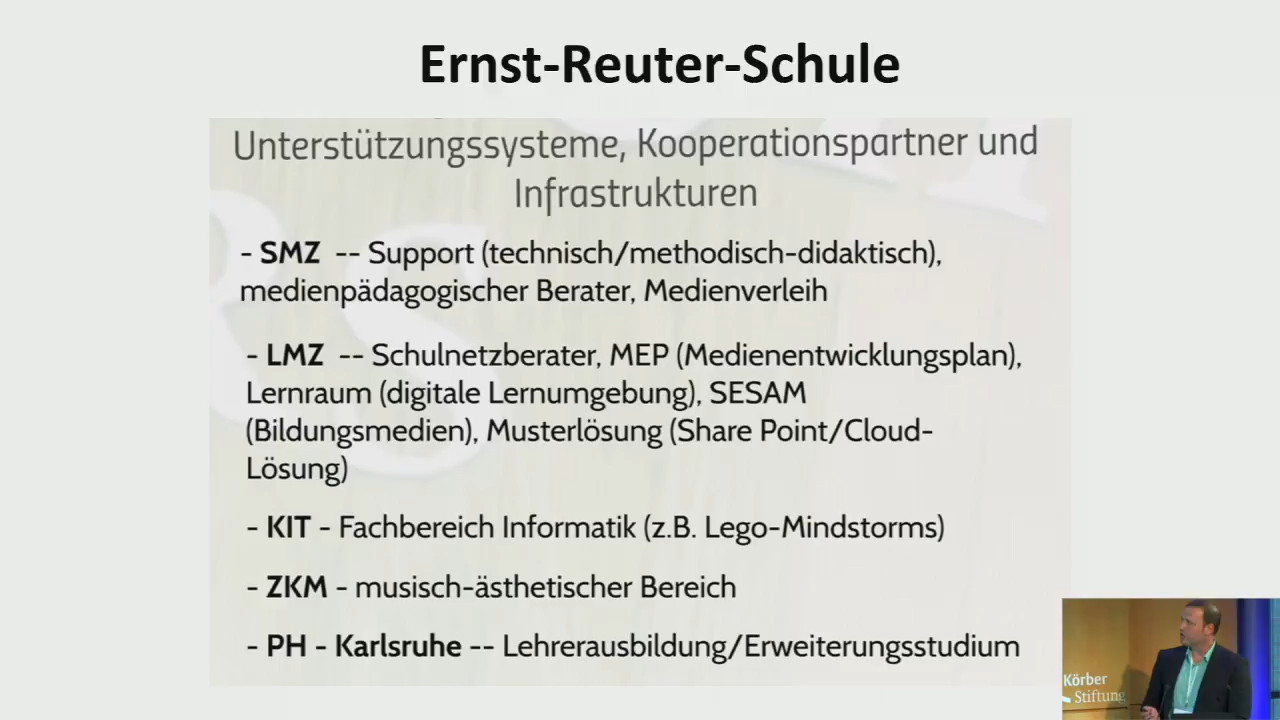 Ernst-Reuter-Schule
Unterstützungssysteme, Kooperationspartner und
Infrastrukturen
- SMZ -- Support (technisch/methodisch-didaktisch),
medienpädagogischer Berater, Medienverleih
- LMZ -- Schulnetzberater, MEP (Medienentwicklungsplan),
Lernraum (digitale Lernumgebung), SESAM
(Bildungsmedien), Musterlösung (Share Point/Cloud-
Lösung)
- KIT - Fachbereich Informatik (z.B. Lego-Mindstorms)
- ZKM - musisch-ästhetischer Bereich
- PH - Karlsruhe -- Lehrerausbildung/Erweiterungsstudium
Körber
Stiftung